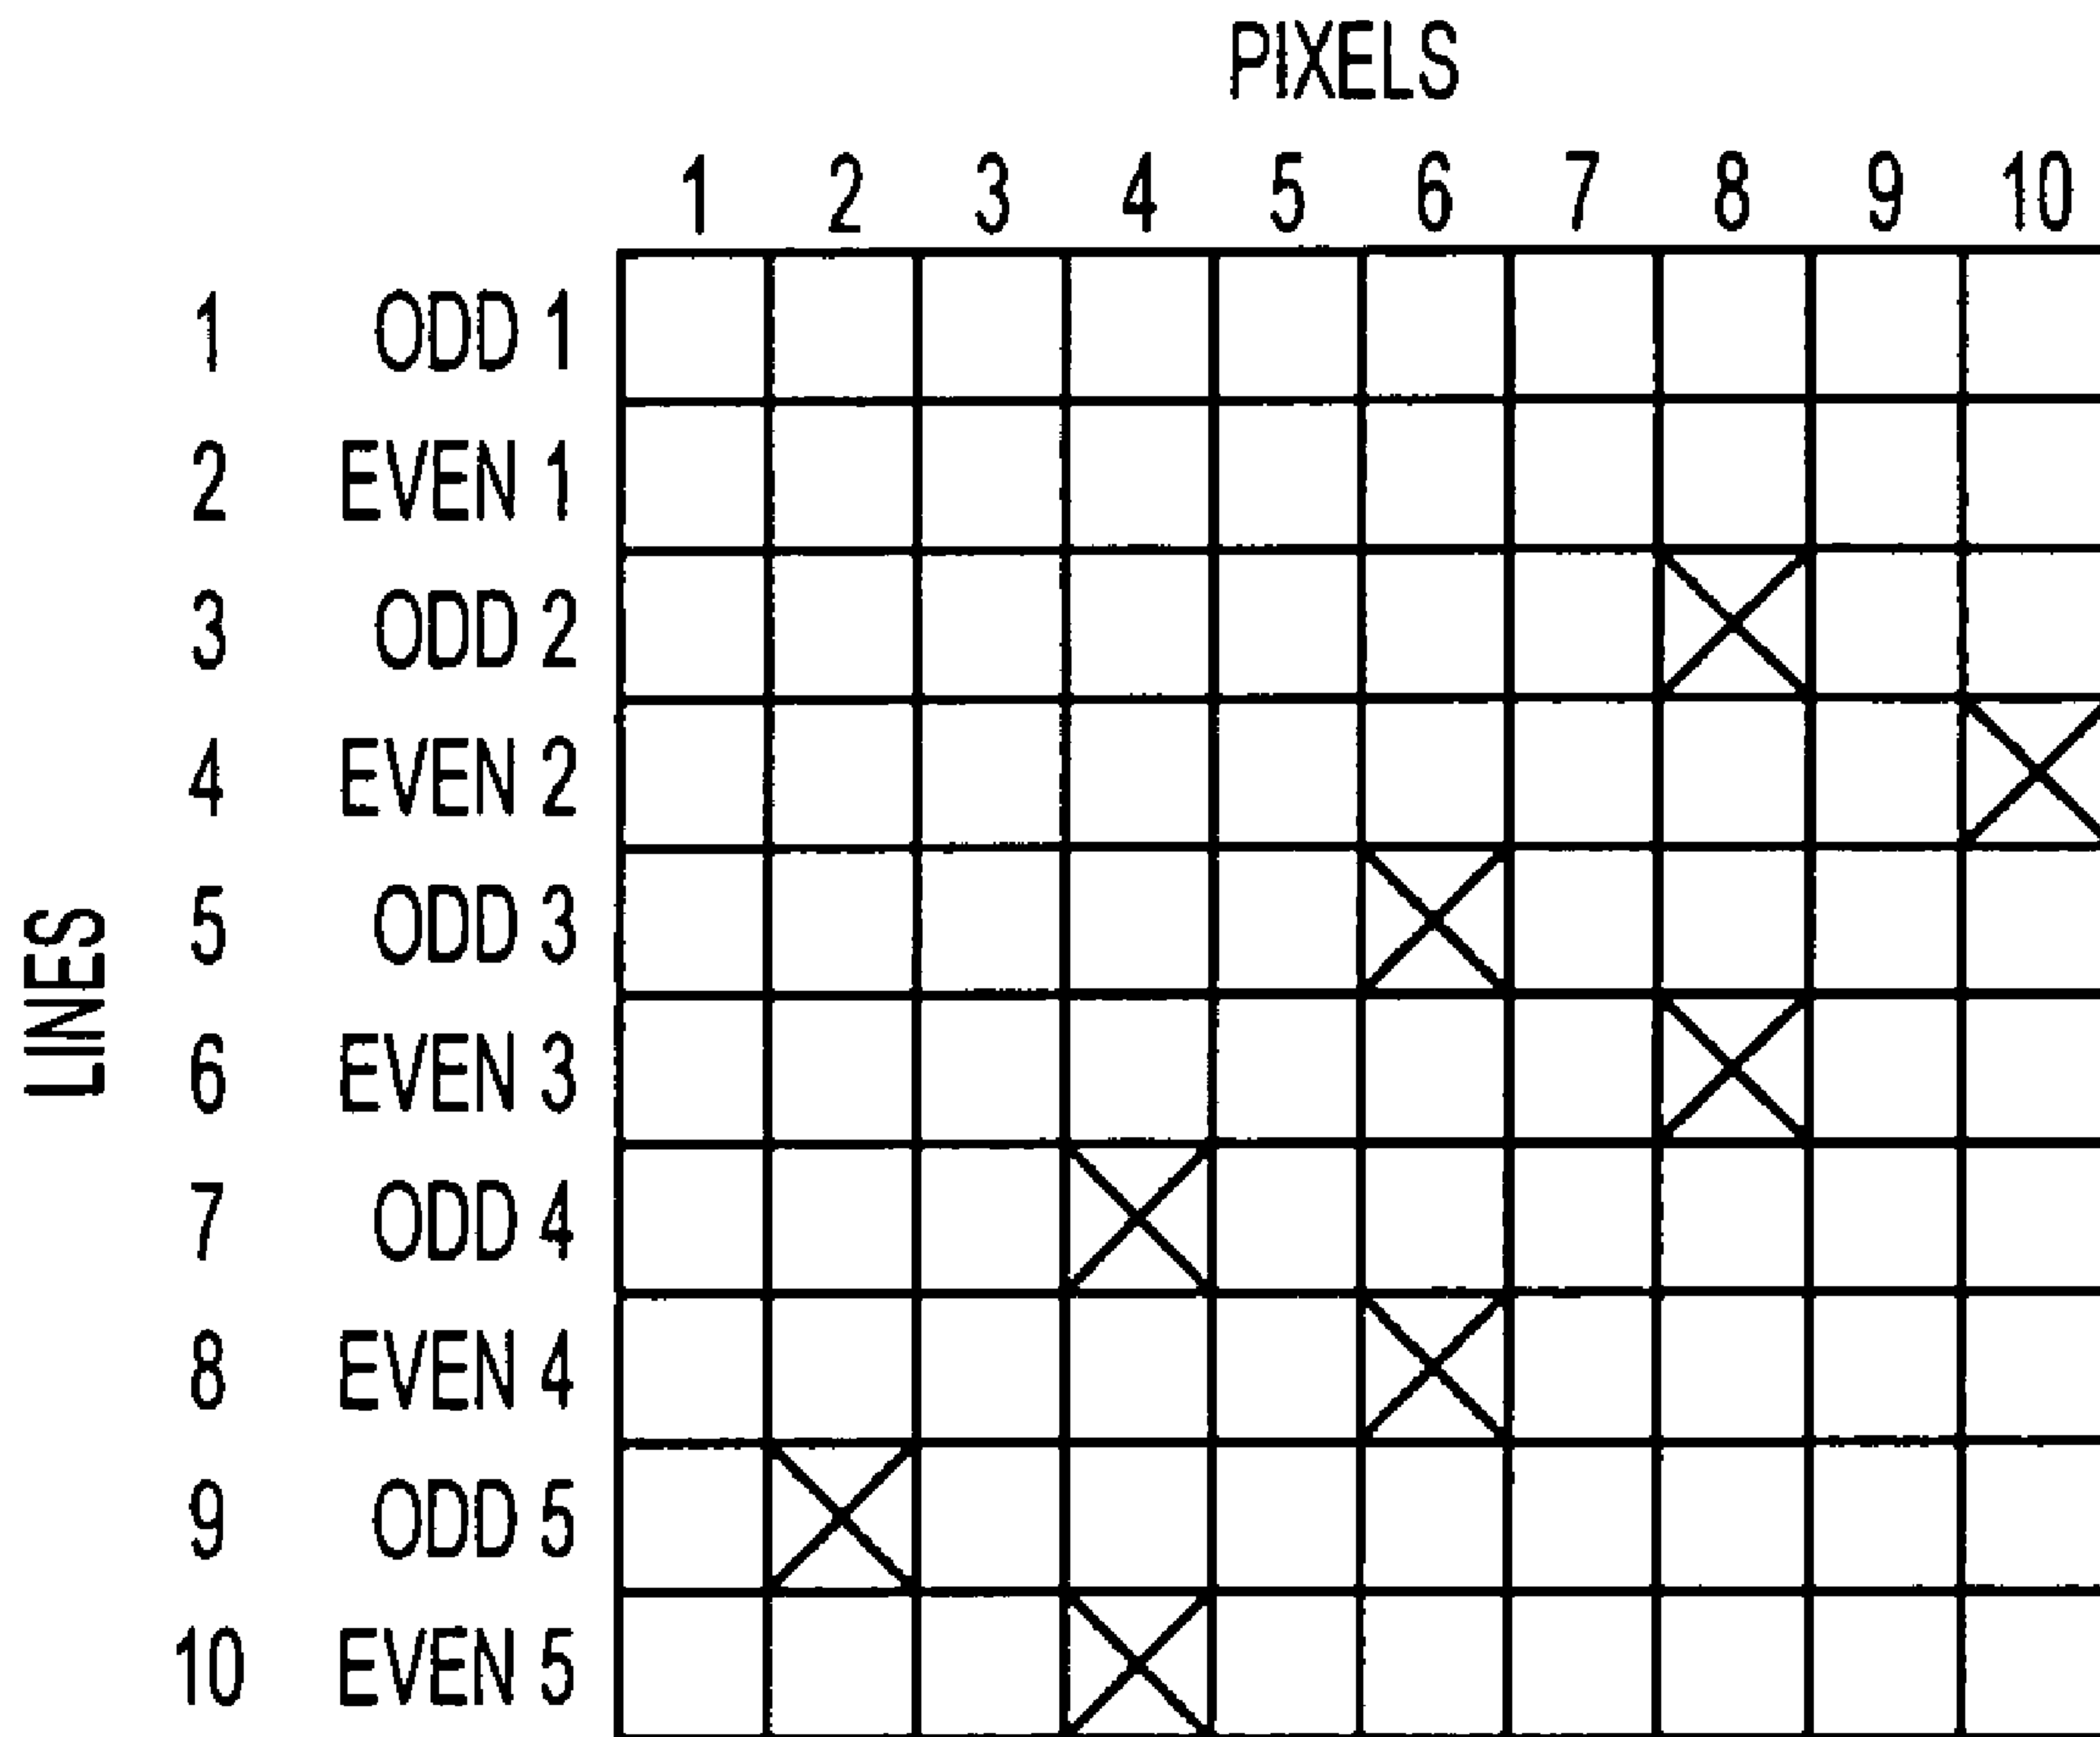 PIXELS
1 2 3 4 5 6 7 8 9 10
LINES
1 ODD 1
2 EVEN 1
3 ODD 2
4 EVEN 2
5 ODD 3
6 EVEN 3
7 ODD 4
8 EVEN 4
9 ODD 5
10 EVEN 5